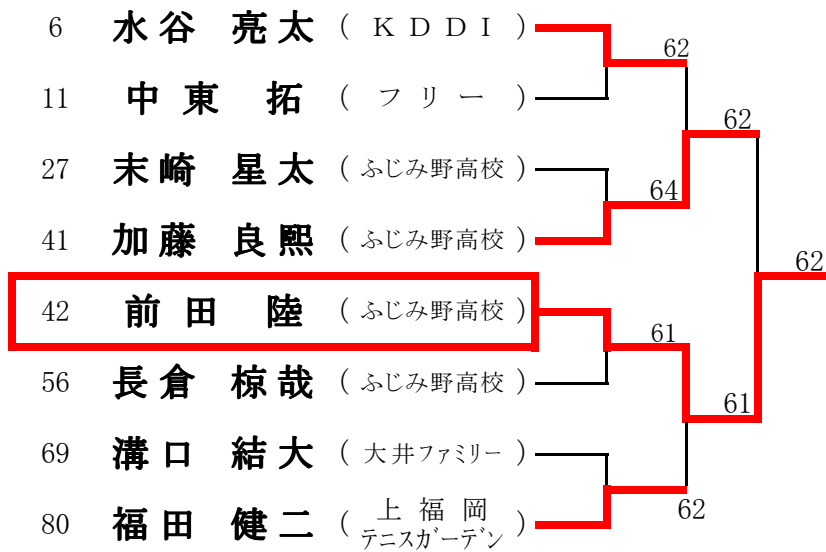 6 水谷 亮太 ( KDDI )
62
11 中東 拓 ( フリー )
62
27 末崎 星太 ( ふじみ野高校 )
64
41 加藤 良熙 ( ふじみ野高校 )
62
42 前田 陸 ( ふじみ野高校 )
61
56 長倉 椋哉 ( ふじみ野高校 )
61
69 溝口 結大 ( 大井ファミリー )
62
80 福田 健二 ( 上福岡
テニスガーデン )